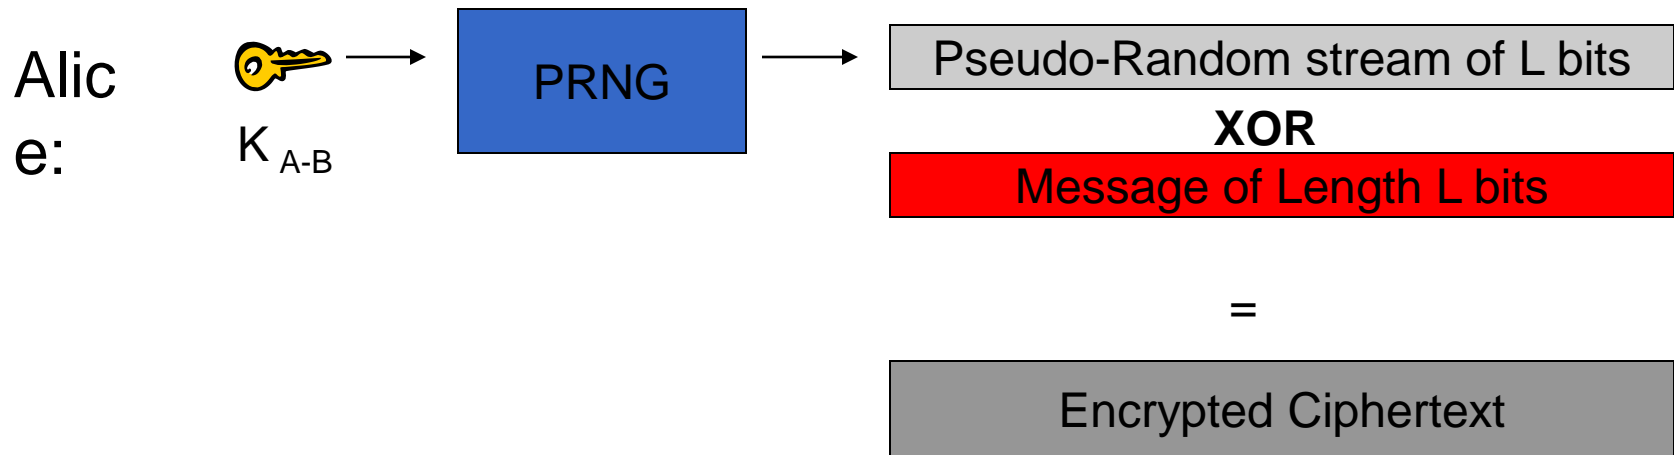 Alic
e:
K A-B
PRNG
Pseudo-Random stream of L bits
XOR
Message of Length L bits
=
Encrypted Ciphertext